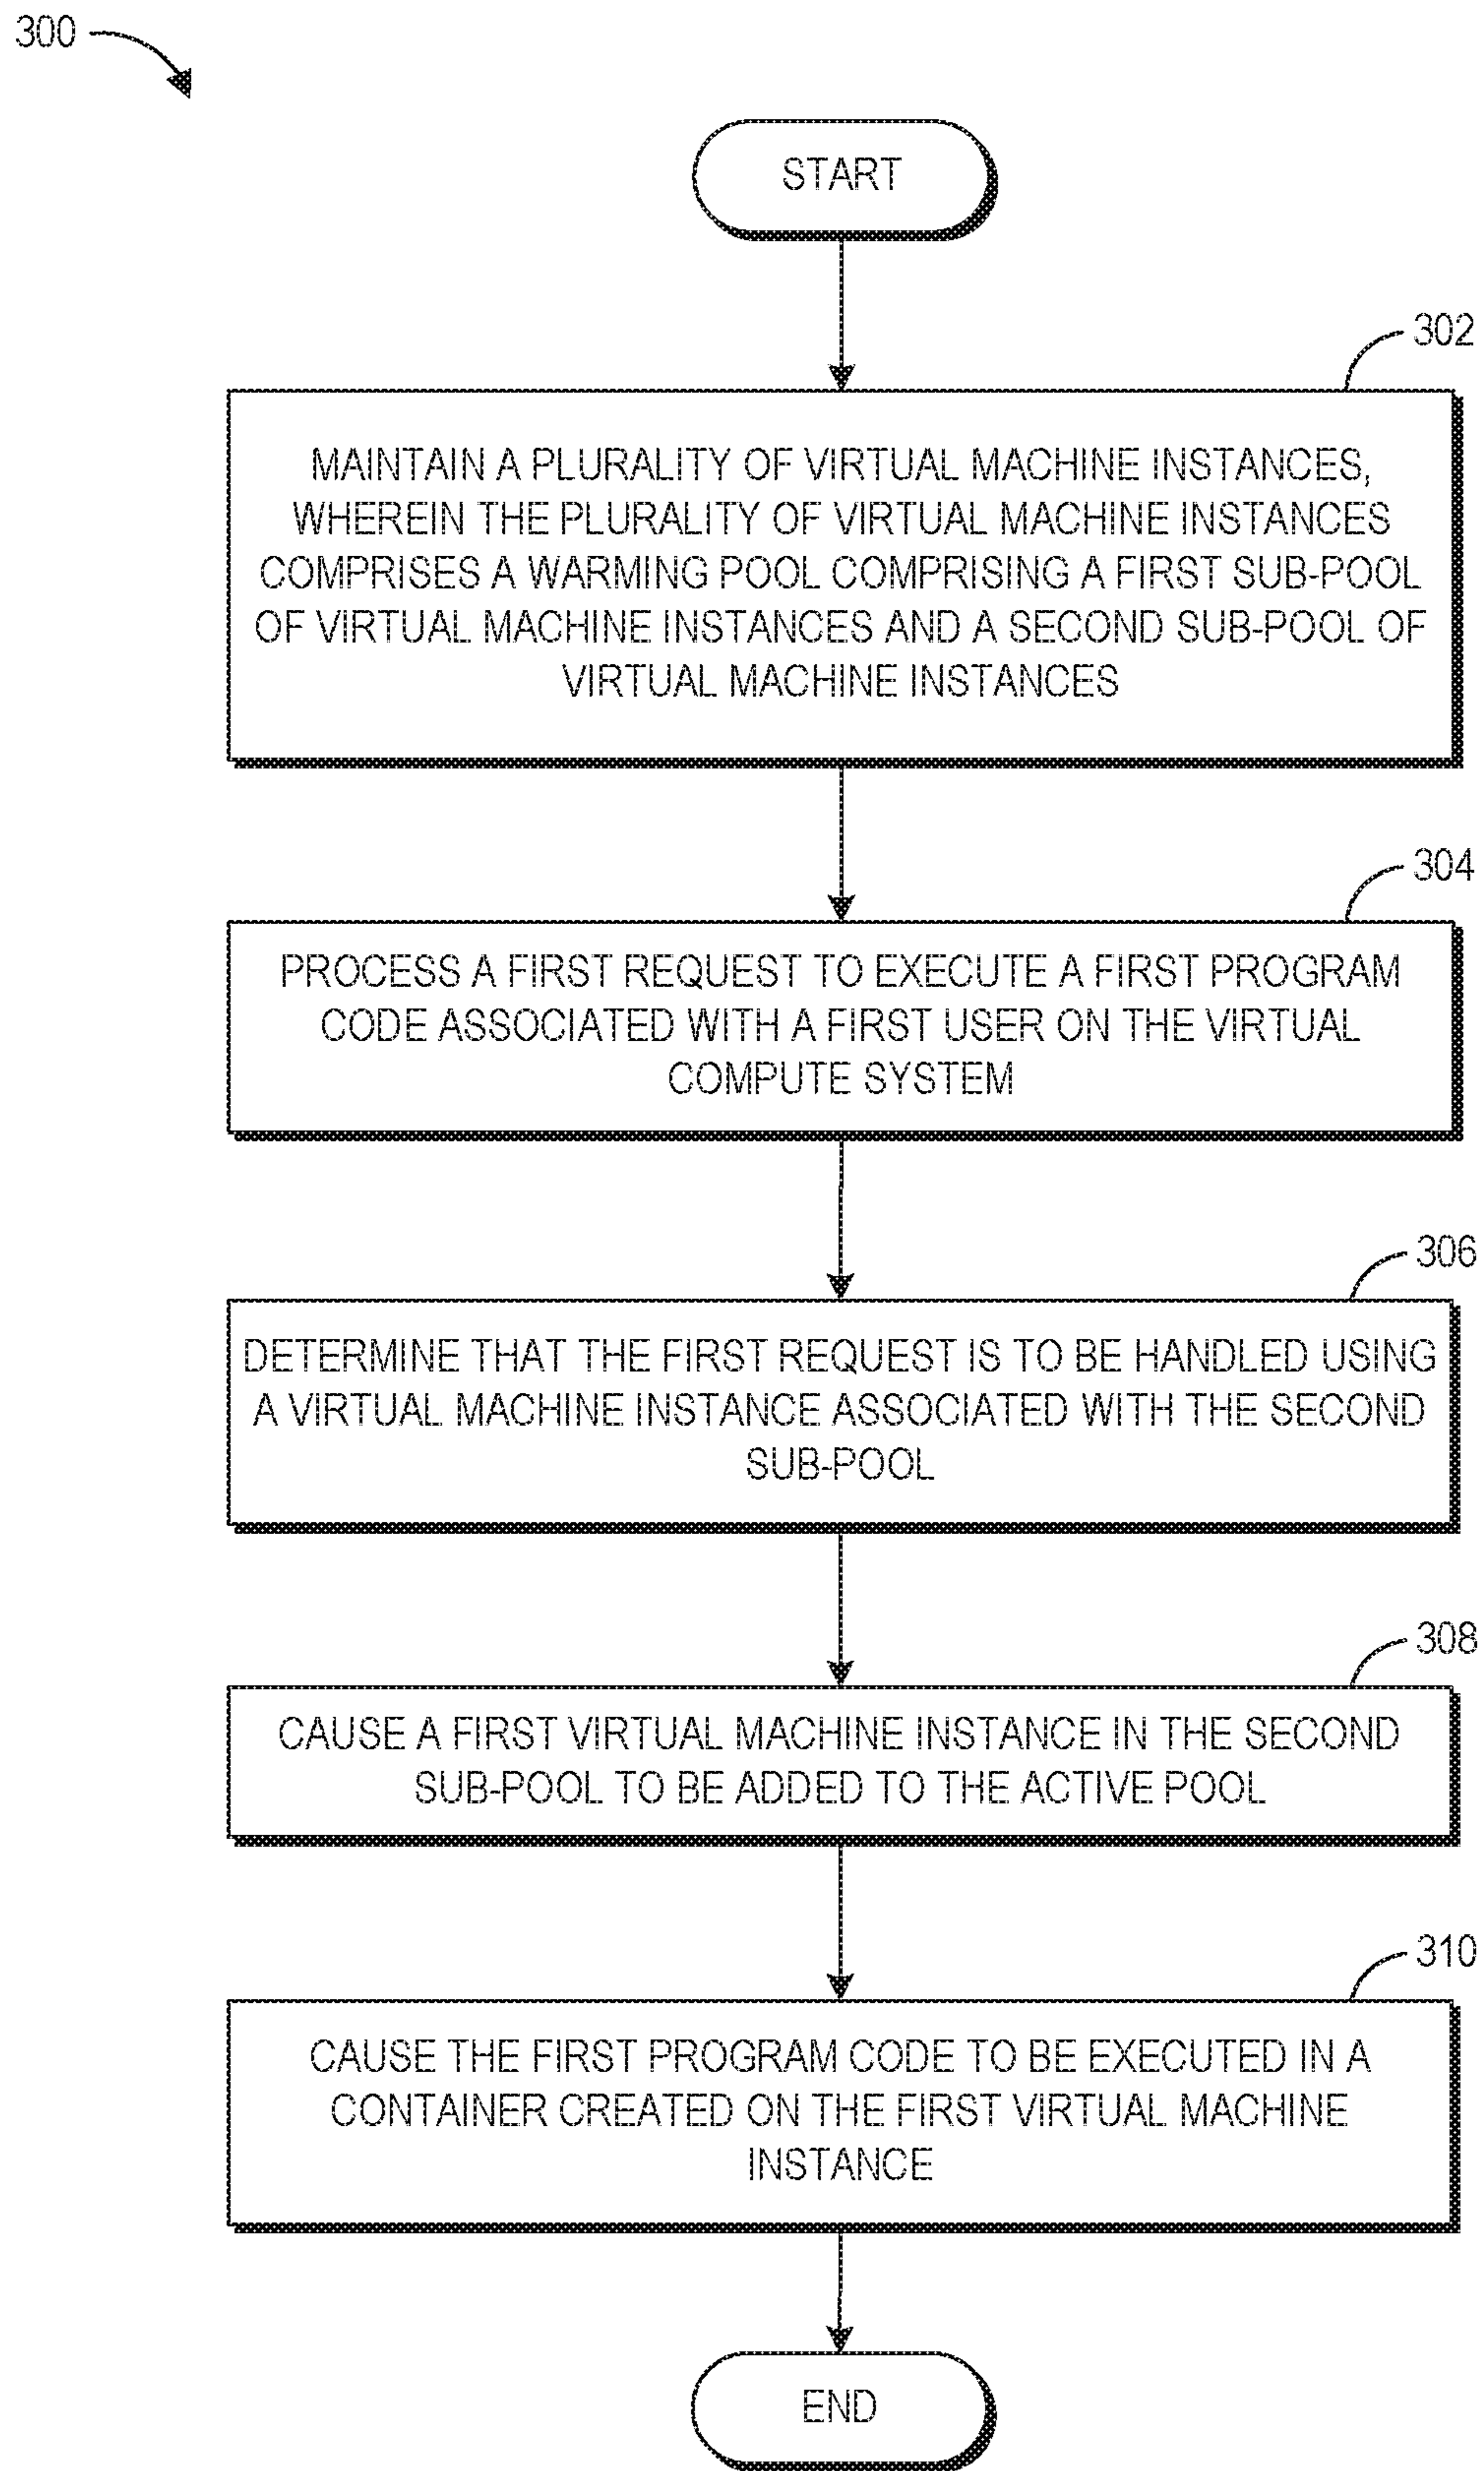 300
START
302
MAINTAIN A PLURALITY OF VIRTUAL MACHINE INSTANCES,
WHEREIN THE PLURALITY OF VIRTUAL MACHINE INSTANCES
COMPRISES A WARMING POOL COMPRISING A FIRST SUB-POOL
OF VIRTUAL MACHINE INSTANCES AND A SECOND SUB-POOL OF
VIRTUAL MACHINE INSTANCES
304
PROCESS A FIRST REQUEST TO EXECUTE A FIRST PROGRAM
CODE ASSOCIATED WITH A FIRST USER ON THE VIRTUAL
COMPUTE SYSTEM
306
DETERMINE THAT THE FIRST REQUEST IS TO BE HANDLED USING
A VIRTUAL MACHINE INSTANCE ASSOCIATED WITH THE SECOND
SUB-POOL
308
CAUSE A FIRST VIRTUAL MACHINE INSTANCE IN THE SECOND
SUB-POOL TO BE ADDED TO THE ACTIVE POOL
310
CAUSE THE FIRST PROGRAM CODE TO BE EXECUTED IN A
CONTAINER CREATED ON THE FIRST VIRTUAL MACHINE
INSTANCE
END